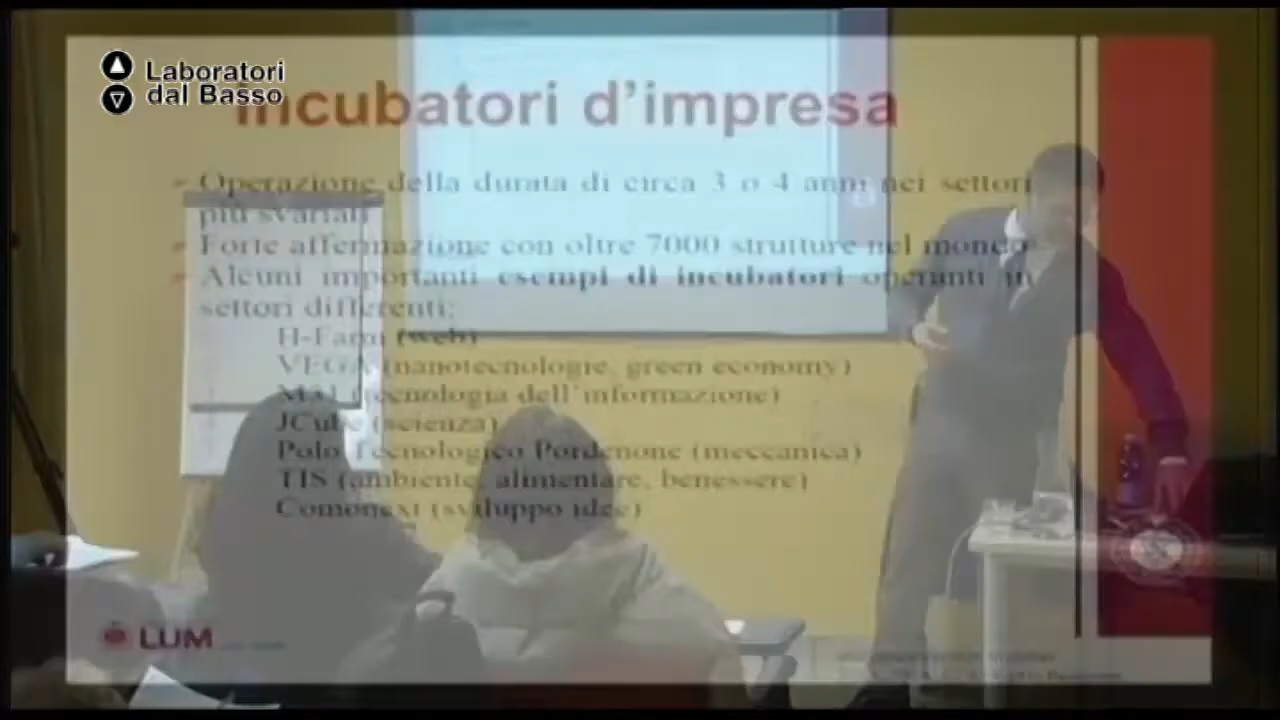 Laboratori
dal Basso
Incubatori d'impresa
Operazione della durata di circa 3 o 4 anni nei settori
più svariati
Forte affermazione con oltre 7000 strutture nel mondo
Alcuni importanti esempi di incubatori operanti in
settori differenti:
H-Farm (web)
VEGA (nanotecnologie, green economy)
M31 (tecnologia dell'informazione)
JCube (scienza)
Polo Tecnologico Pordenone (meccanica)
TIS (ambiente, alimentare, benessere)
Comonext (sviluppo idee)
LUM